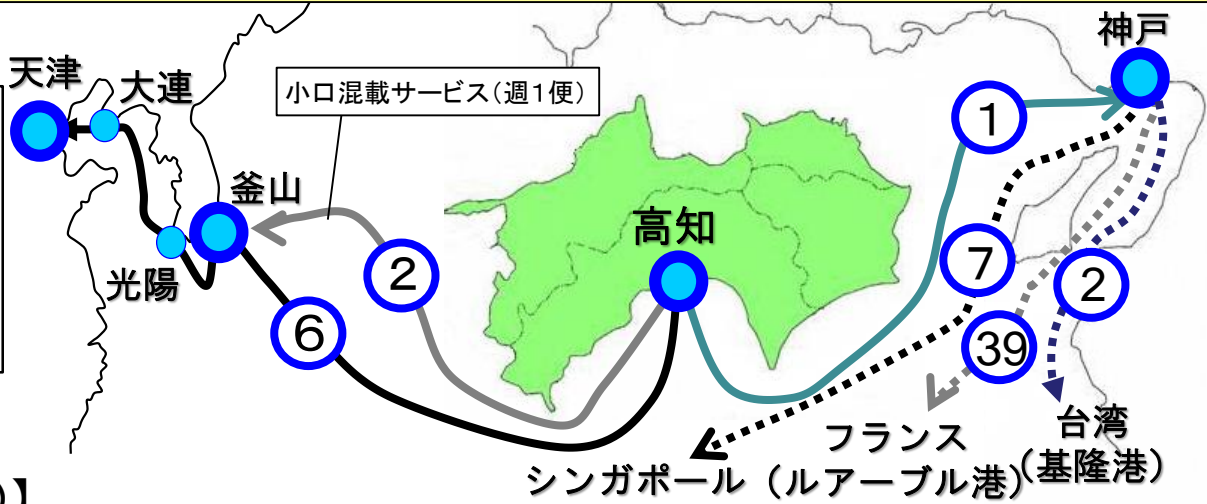 神戸
天津
大連
小口混載サービス(週1便)
1
釜山
高知
光陽
2
7
2
6
39
フランス
(ルアーブル港)
台湾
(基隆港)
シンガポール
)】